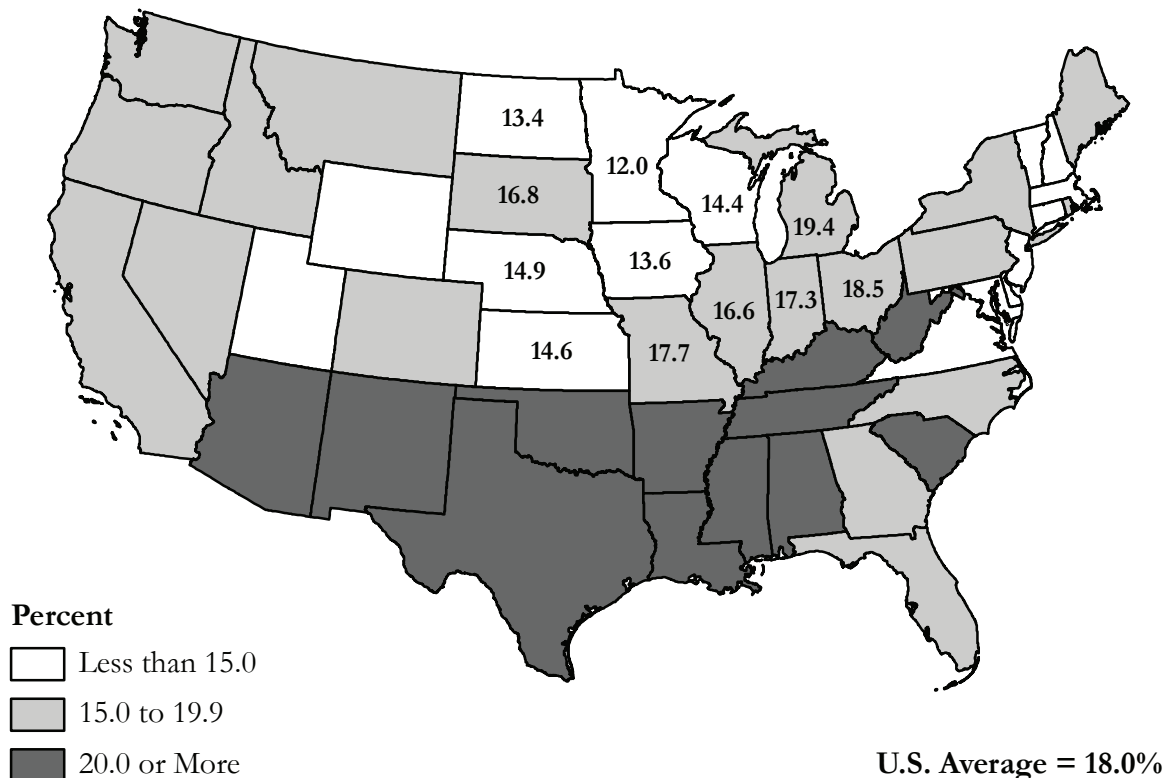 13.4
12.0
16.8
14.4
19.4
14.9
13.6
16.6
17.3
18.5
14.6
17.7
Percent
Less than 15.0
15.0 to 19.9
20.0 or More
U.S. Average = 18.0%